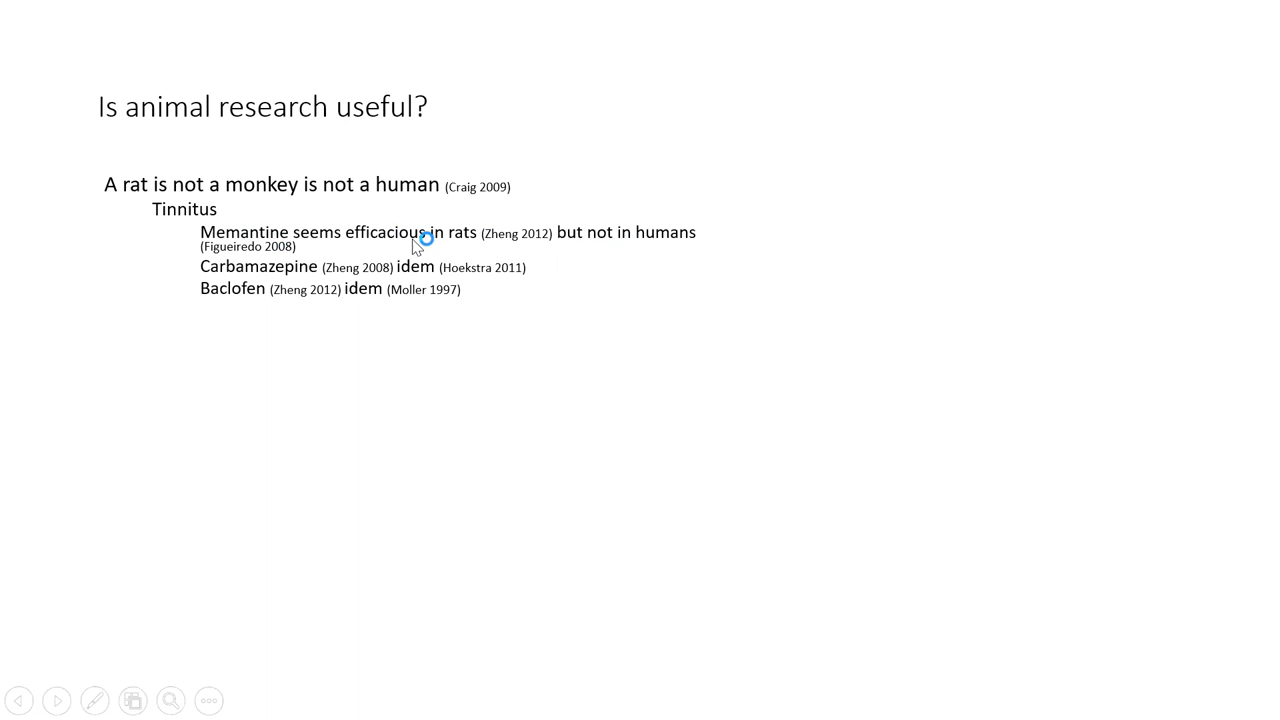 Is animal research useful?
A rat is not a monkey is not a human (Craig 2009)
Tinnitus
Memantine seems efficacious in rats (Zheng 2012) but not in humans
(Figueiredo 2008)
Carbamazepine (Zheng 2008) idem (Hoekstra 2011)
Baclofen (Zheng 2012) idem (Moller 1997)